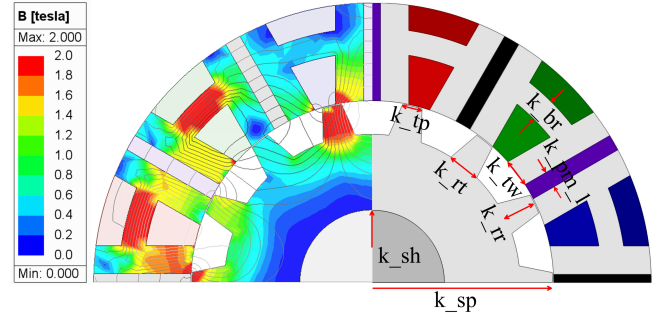 B [tesla]
Max: 2.000
2.0
1.8
1.6
1.4
1.2
1.0
0.8
0.6
0.4
0.2
0.0
Min: 0.000
k_tp
k_br
k_pm_l
k_rt
k_tw
k_rr
k_sh
k_sp